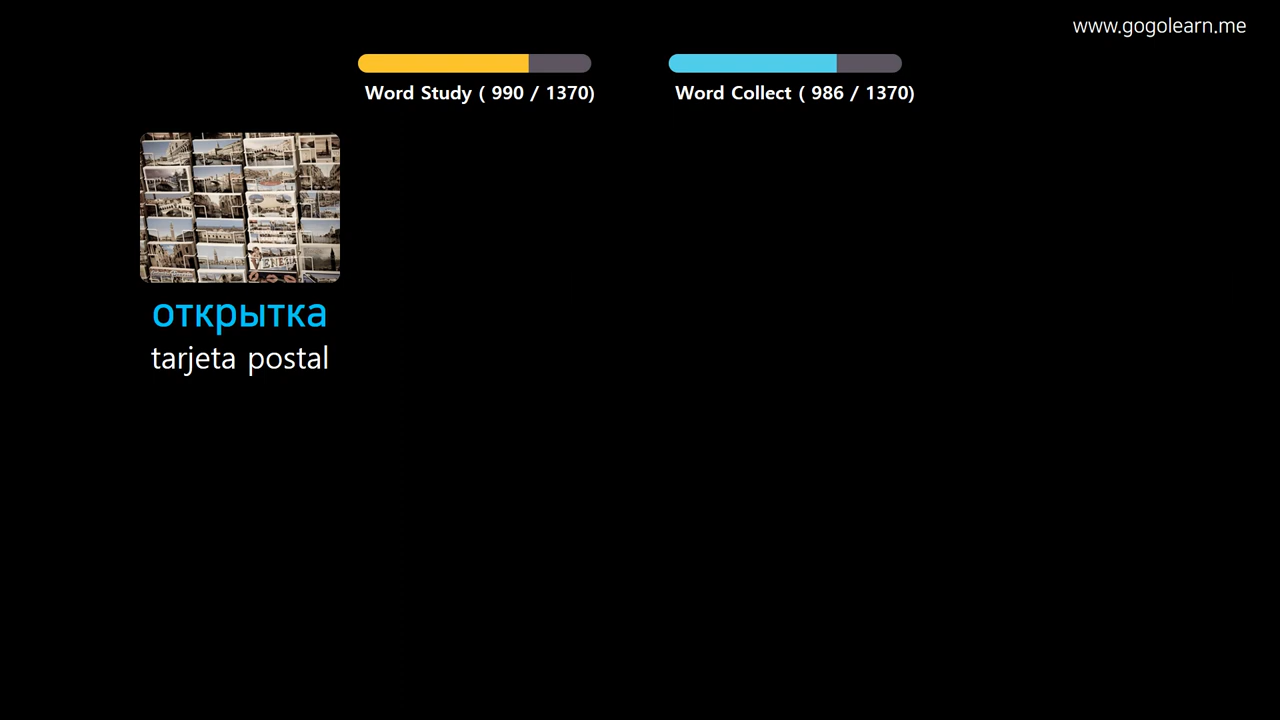 www.gogolearn.me
Word Study ( 990 / 1370)
Word Collect ( 986 / 1370)
открытка
tarjeta postal